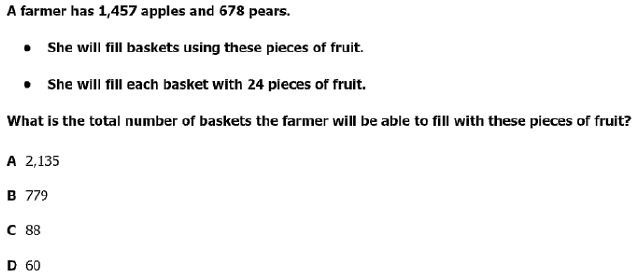 A farmer has 1,457 apples and 678 pears.
• She will fill baskets using these pieces of fruit.
• She will fill each basket with 24 pieces of fruit.
What is the total number of baskets the farmer will be able to fill with these pieces of fruit?
A 2,135
B 779
C 88
D 60